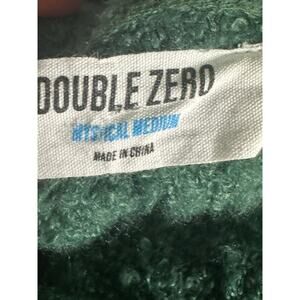 DOUBLE ZERO
MYSTICAL MEDIUM
MADE IN CHINA